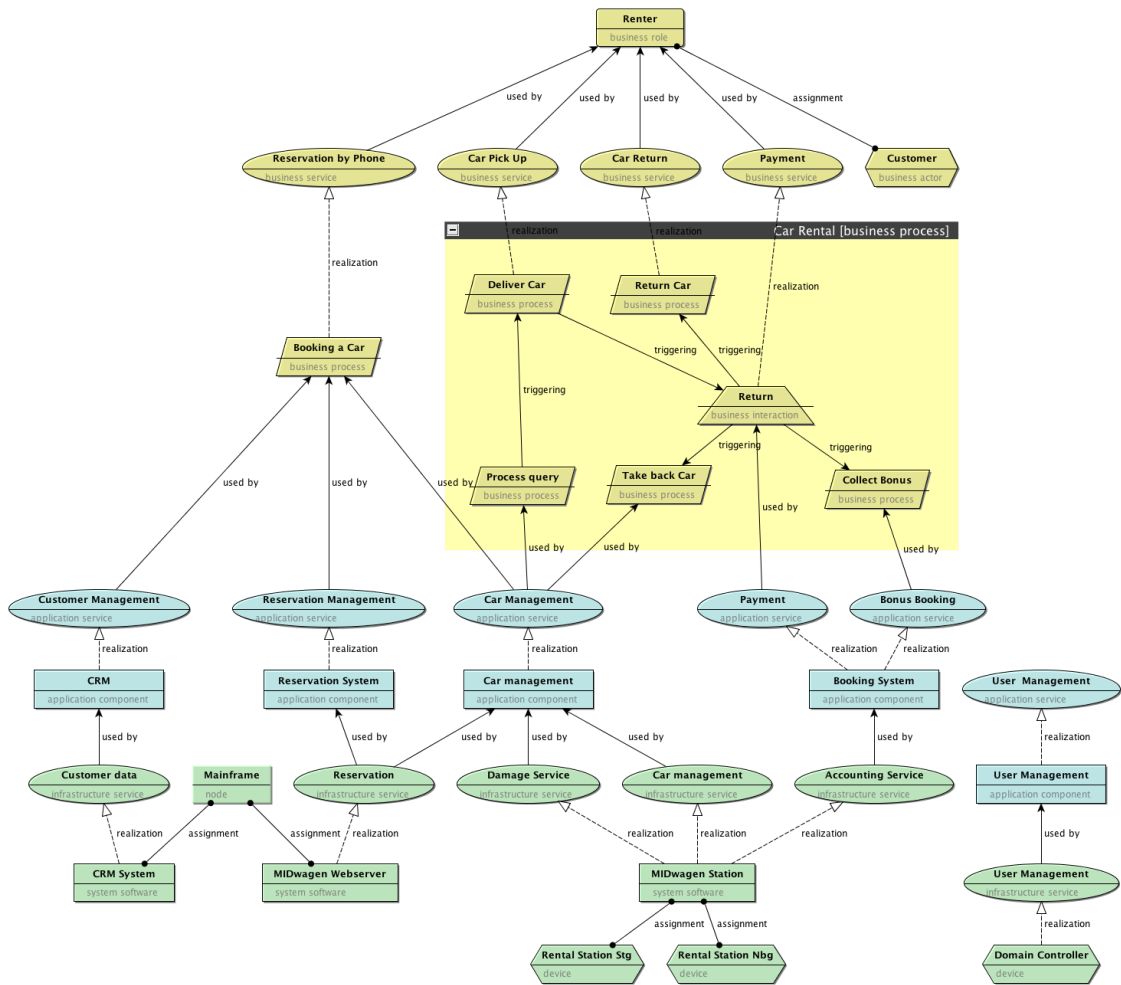 Renter
business role
used by
used by
used by
used by
assignment
Reservation by Phone
business service
Car Pick Up
business service
Car Return
business service
Payment
business service
Customer
business actor
Car Rental [business process]
realization
realization
realization
realization
Deliver Car
business process
Return Car
business process
Booking a Car
business process
triggering
triggering
triggering
Return
business interaction
triggering
triggering
Process query
business process
Take back Car
business process
Collect Bonus
business process
used by
used by
used by
used by
used by
used by
used by
Customer Management
application service
Reservation Management
application service
Car Management
application service
Payment
application service
Bonus Booking
application service
realization
realization
realization
realization
realization
CRM
application component
Reservation System
application component
Car management
application component
Booking System
application component
User  Management
application service
used by
used by
used by
used by
used by
used by
realization
Customer data
infrastructure service
Mainframe
node
Reservation
infrastructure service
Damage Service
infrastructure service
Car management
infrastructure service
Accounting Service
infrastructure service
User Management
application component
realization
assignment
assignment
realization
realization
realization
realization
used by
CRM System
system software
MIDwagen Webserver
system software
MIDwagen Station
system software
User Management
infrastructure service
assignment
assignment
realization
Rental Station Stg
device
Rental Station Nbg
device
Domain Controller
device